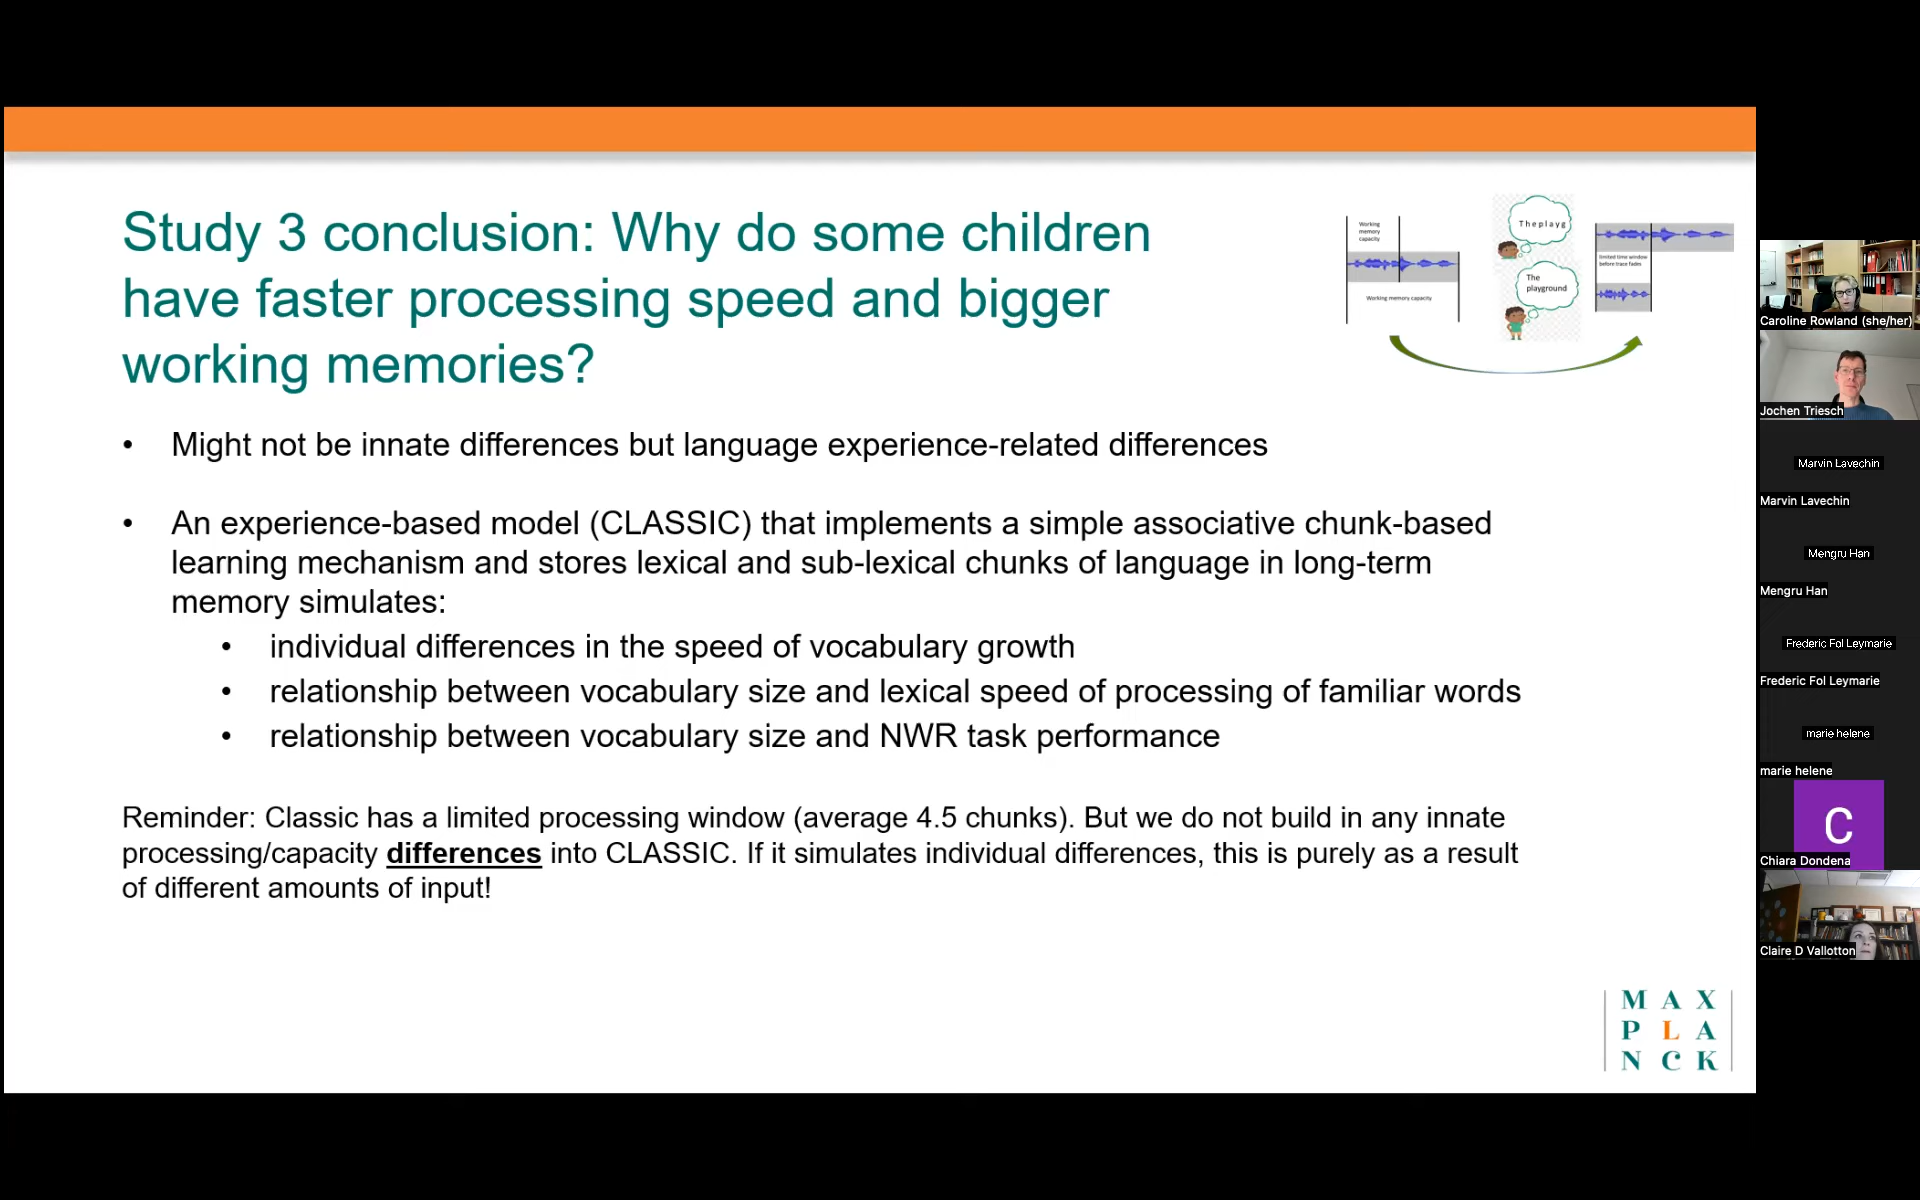 Study 3 conclusion: Why do some children
have faster processing speed and bigger
working memories?
Working
memory
capacity
Working memory capacity
The playg
The
playground
limited time window
before trace fades
• Might not be innate differences but language experience-related differences
• An experience-based model (CLASSIC) that implements a simple associative chunk-based
learning mechanism and stores lexical and sub-lexical chunks of language in long-term
memory simulates:
• individual differences in the speed of vocabulary growth
• relationship between vocabulary size and lexical speed of processing of familiar words
• relationship between vocabulary size and NWR task performance
Reminder: Classic has a limited processing window (average 4.5 chunks). But we do not build in any innate
processing/capacity differences into CLASSIC. If it simulates individual differences, this is purely as a result
of different amounts of input!
MAX
PLA
NCK
Caroline Rowland (she/her)
Jochen Triesch
Marvin Lavechin
Marvin Lavechin
Mengru Han
Mengru Han
Frederic Fol Leymarie
Frederic Fol Leymarie
marie helene
marie helene
C
Chiara Dondena
Claire D Vallotton